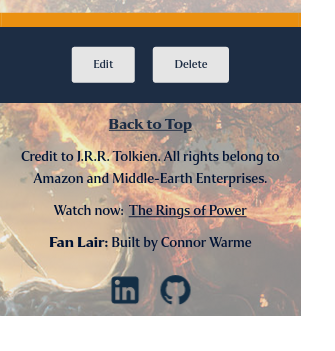 Edit Delete
Back to Top
Credit to J.R.R. Tolkien. All rights belong to
Amazon and Middle-Earth Enterprises.
Watch now: The Rings of Power
Fan Lair: Built by Connor Warme
in